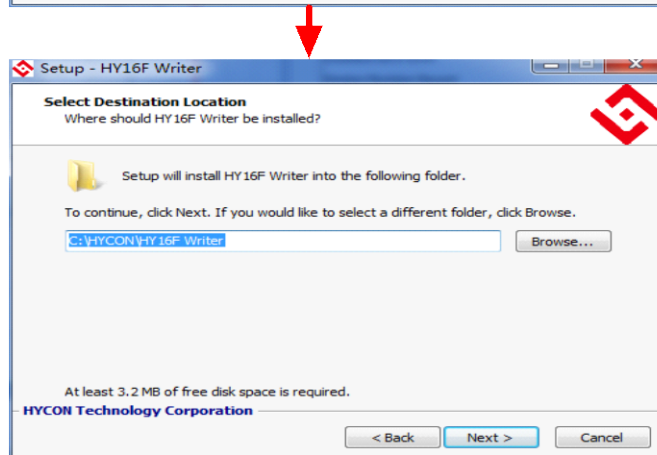 Setup - HY16F Writer
Select Destination Location
Where should HY16F Writer be installed?
Setup will install HY16F Writer into the following folder.
To continue, click Next. If you would like to select a different folder, click Browse.
C:\HYCON\HY16F Writer
Browse...
At least 3.2 MB of free disk space is required.
HYCON Technology Corporation
< Back
Next >
Cancel